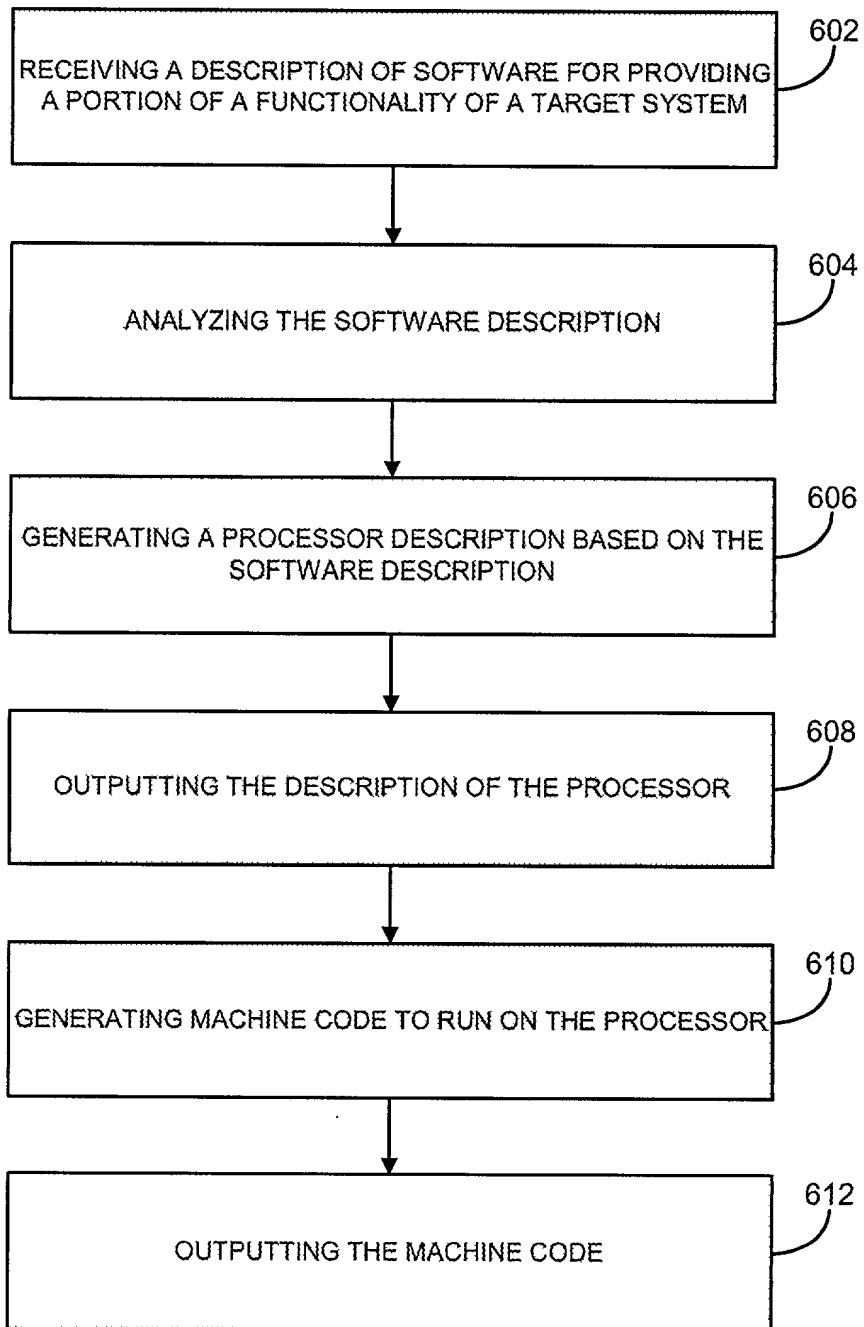 602
RECEIVING A DESCRIPTION OF SOFTWARE FOR PROVIDING
A PORTION OF A FUNCTIONALITY OF A TARGET SYSTEM
604
ANALYZING THE SOFTWARE DESCRIPTION
606
GENERATING A PROCESSOR DESCRIPTION BASED ON THE
SOFTWARE DESCRIPTION
608
OUTPUTTING THE DESCRIPTION OF THE PROCESSOR
610
GENERATING MACHINE CODE TO RUN ON THE PROCESSOR
612
OUTPUTTING THE MACHINE CODE